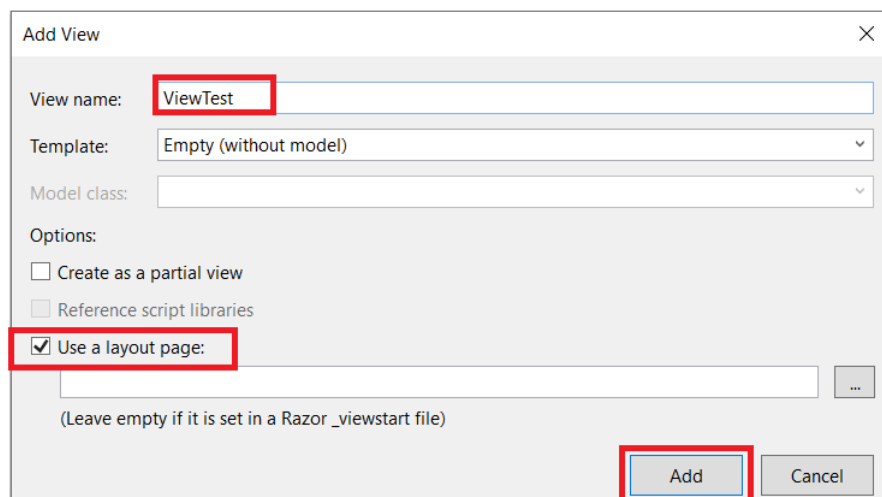 Add View
View name: ViewTest
Template: Empty (without model)
Model class:
Options:
Create as a partial view
Reference script libraries
Use a layout page:
...
(Leave empty if it is set in a Razor _viewstart file)
Add Cancel